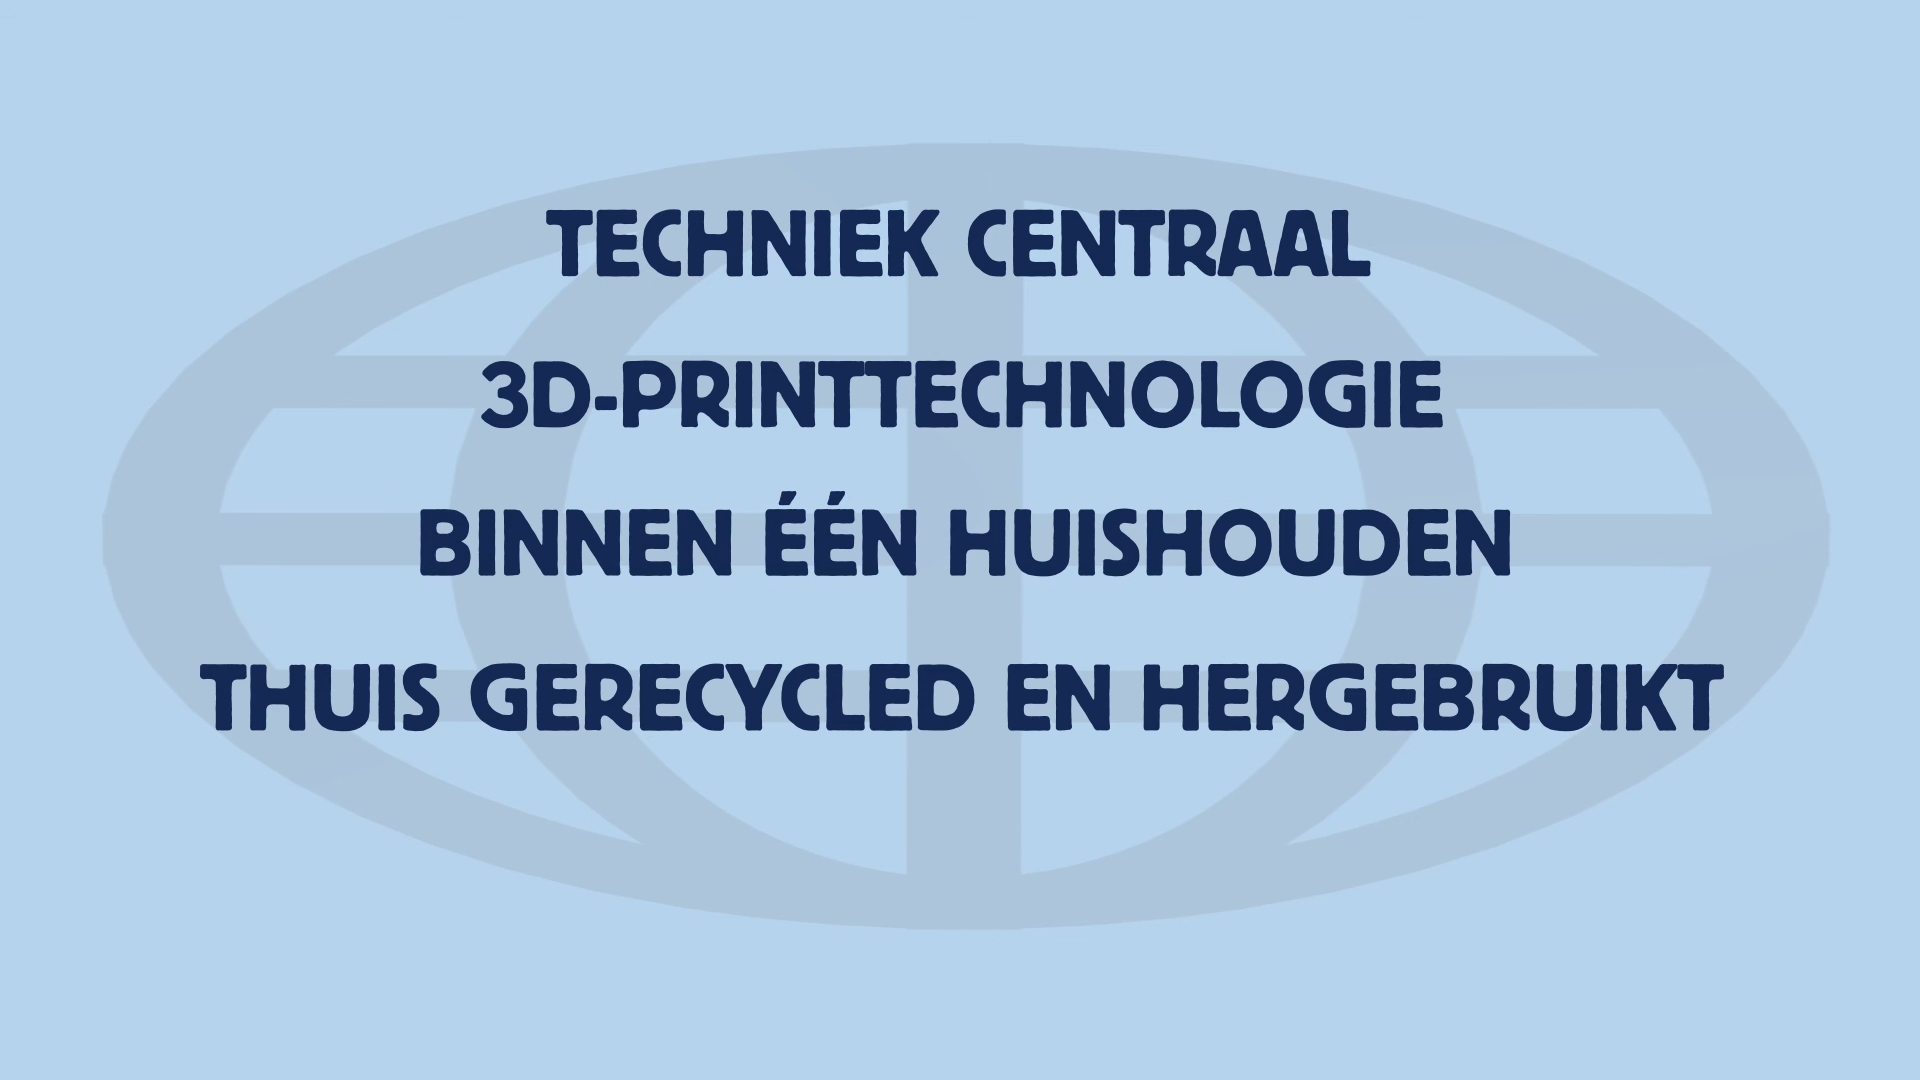 TECHNIEK CENTRAAL
3D-PRINTTECHNOLOGIE
BINNEN ÉÉN HUISHOUDEN
THUIS GERECYCLED EN HERGEBRUIKT